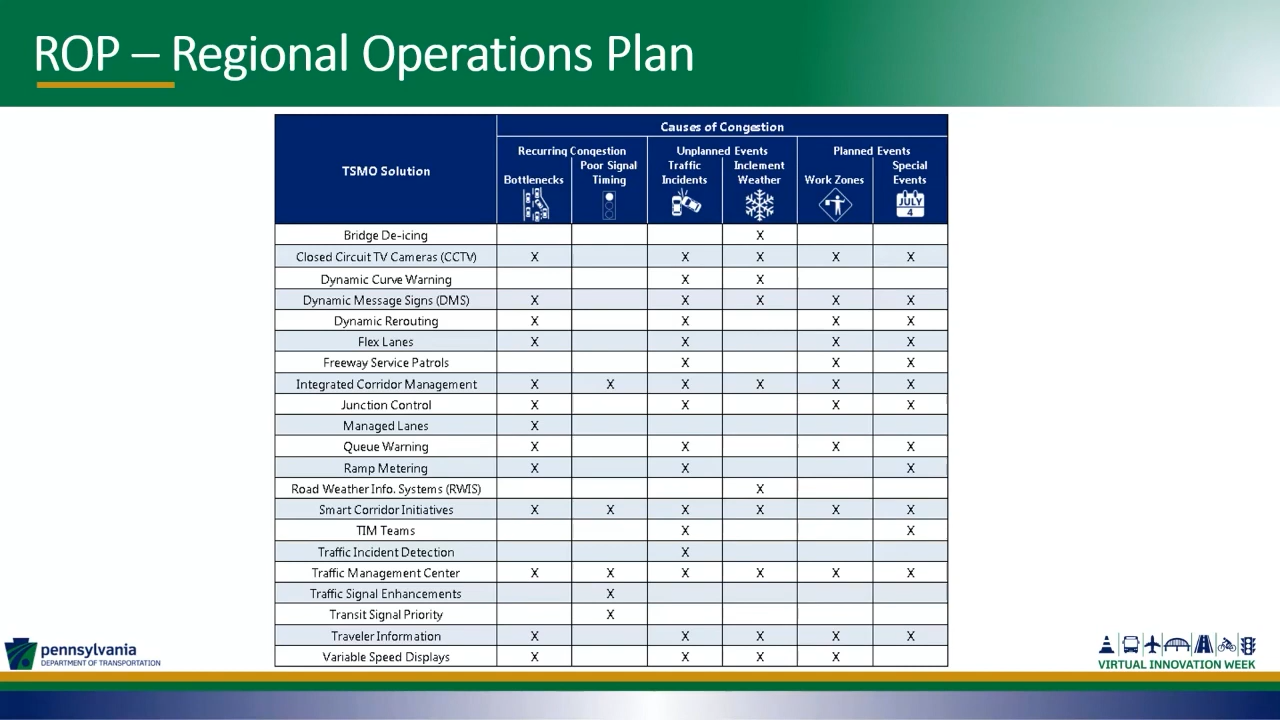 ROP – Regional Operations Plan
TSMO Solution
Causes of Congestion
Recurring Congestion
Unplanned Events
Planned Events
Bottlenecks
Poor Signal
Timing
Traffic
Incidents
Inclement
Weather
Work Zones
Special
Events
JULY
4
Bridge De-icing X
Closed Circuit TV Cameras (CCTV) X X X X X
Dynamic Curve Warning X X
Dynamic Message Signs (DMS) X X X X X
Dynamic Rerouting X X X X
Flex Lanes X X X X
Freeway Service Patrols X X X
Integrated Corridor Management X X X X X X
Junction Control X X X X
Managed Lanes X
Queue Warning X X X X
Ramp Metering X X X
Road Weather Info. Systems (RWIS) X
Smart Corridor Initiatives X X X X X X
TIM Teams X X
Traffic Incident Detection X
Traffic Management Center X X X X X X
Traffic Signal Enhancements X
Transit Signal Priority X
Traveler Information X X X X X
Variable Speed Displays X X X X
pennsylvania
DEPARTMENT OF TRANSPORTATION
VIRTUAL INNOVATION WEEK